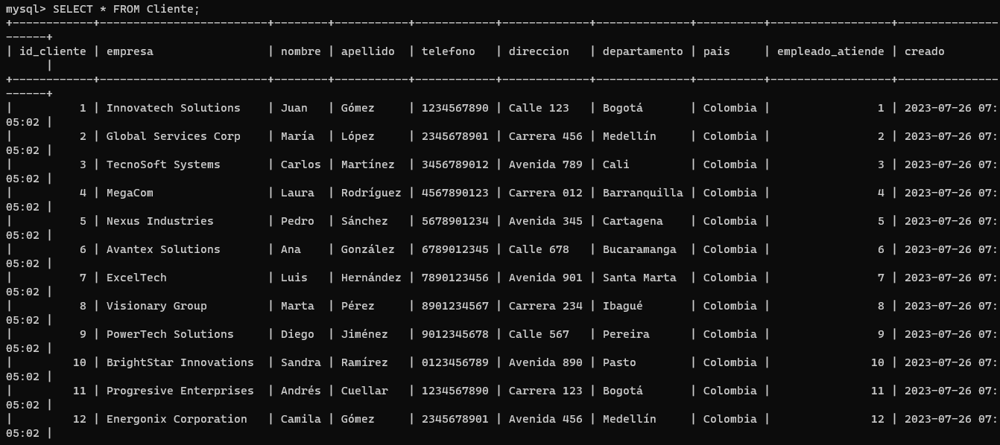 mysql> SELECT * FROM Cliente;
+------------+-------------------------+--------+-----------+------------+-------------+--------------+----------+------------------+---------------
------+
| id_cliente | empresa                 | nombre | apellido  | telefono   | direccion   | departamento | pais     | empleado_atiende | creado
      |
+------------+-------------------------+--------+-----------+------------+-------------+--------------+----------+------------------+---------------
------+
|          1 | Innovatech Solutions    | Juan   | Gómez     | 1234567890 | Calle 123   | Bogotá       | Colombia |                1 | 2023-07-26 07:
05:02 |
|          2 | Global Services Corp    | María  | López     | 2345678901 | Carrera 456 | Medellín     | Colombia |                2 | 2023-07-26 07:
05:02 |
|          3 | TecnoSoft Systems       | Carlos | Martínez  | 3456789012 | Avenida 789 | Cali         | Colombia |                3 | 2023-07-26 07:
05:02 |
|          4 | MegaCom                 | Laura  | Rodríguez | 4567890123 | Carrera 012 | Barranquilla | Colombia |                4 | 2023-07-26 07:
05:02 |
|          5 | Nexus Industries        | Pedro  | Sánchez   | 5678901234 | Avenida 345 | Cartagena    | Colombia |                5 | 2023-07-26 07:
05:02 |
|          6 | Avantex Solutions       | Ana    | González  | 6789012345 | Calle 678   | Bucaramanga  | Colombia |                6 | 2023-07-26 07:
05:02 |
|          7 | ExcelTech               | Luis   | Hernández | 7890123456 | Avenida 901 | Santa Marta  | Colombia |                7 | 2023-07-26 07:
05:02 |
|          8 | Visionary Group         | Marta  | Pérez     | 8901234567 | Carrera 234 | Ibagué       | Colombia |                8 | 2023-07-26 07:
05:02 |
|          9 | PowerTech Solutions     | Diego  | Jiménez   | 9012345678 | Calle 567   | Pereira      | Colombia |                9 | 2023-07-26 07:
05:02 |
|         10 | BrightStar Innovations  | Sandra | Ramírez   | 0123456789 | Avenida 890 | Pasto        | Colombia |               10 | 2023-07-26 07:
05:02 |
|         11 | Progresive Enterprises  | Andrés | Cuellar   | 1234567890 | Carrera 123 | Bogotá       | Colombia |               11 | 2023-07-26 07:
05:02 |
|         12 | Energonix Corporation   | Camila | Gómez     | 2345678901 | Avenida 456 | Medellín     | Colombia |               12 | 2023-07-26 07:
05:02 |